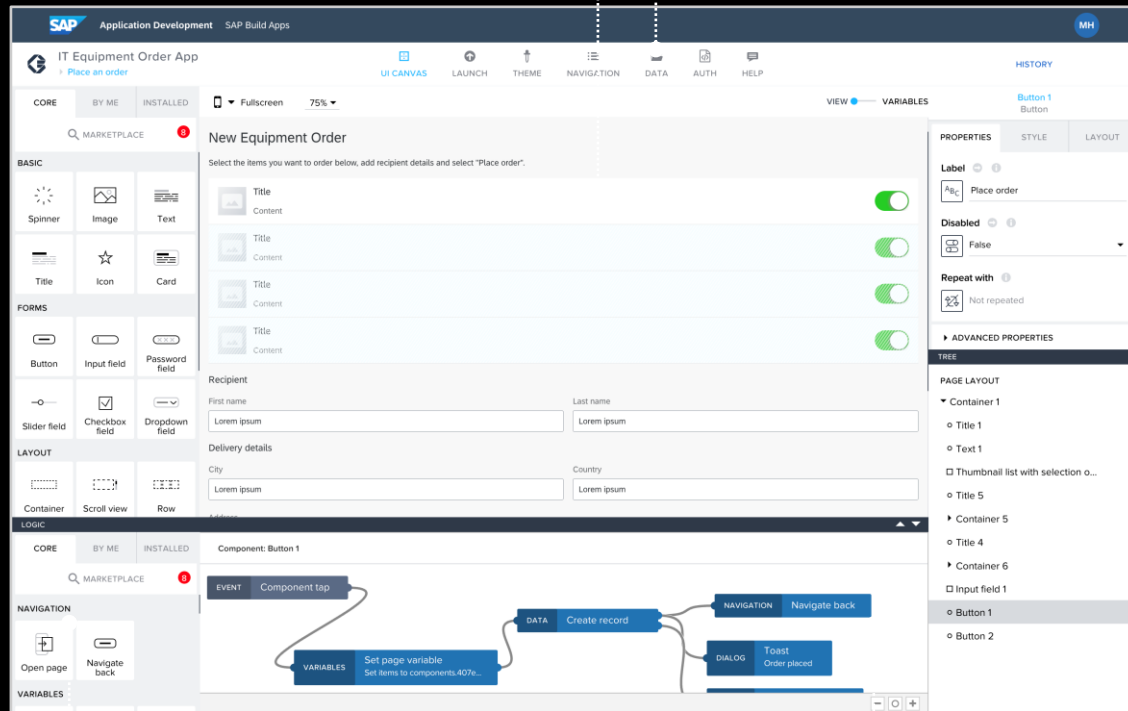 SAP Application Development SAP Build Apps MH
IT Equipment Order App
Place an order
UI CANVAS LAUNCH THEME NAVIGATION DATA AUTH HELP
HISTORY
CORE BY ME INSTALLED
Fullscreen 75%
VIEW VARIABLES
Button 1
Button
MARKETPLACE 8
New Equipment Order
PROPERTIES STYLE LAYOUT
BASIC
Select the items you want to order below, add recipient details and select "Place order".
Label
ABC Place order
Spinner Image Text
Title
Content
Disabled
False
Title Icon Card
Title
Content
Repeat with
Not repeated
FORMS
Title
Content
ADVANCED PROPERTIES
Button Input field Password field
Title
Content
TREE
PAGE LAYOUT
Container 1
Title 1
Text 1
Thumbnail list with selection o...
Title 5
Container 5
Title 4
Container 6
Input field 1
Button 1
Button 2
Recipient
First name Last name
Lorem ipsum Lorem ipsum
Slider field Checkbox field Dropdown field
Delivery details
LAYOUT
City Country
Lorem ipsum Lorem ipsum
Container Scroll view Row
Address
LOGIC
CORE BY ME INSTALLED
Component: Button 1
MARKETPLACE 8
EVENT Component tap
NAVIGATION
NAVIGATION Navigate back
DATA Create record
Open page Navigate back
VARIABLES Set page variable
Set items to components.407e...
DIALOG Toast
Order placed
VARIABLES